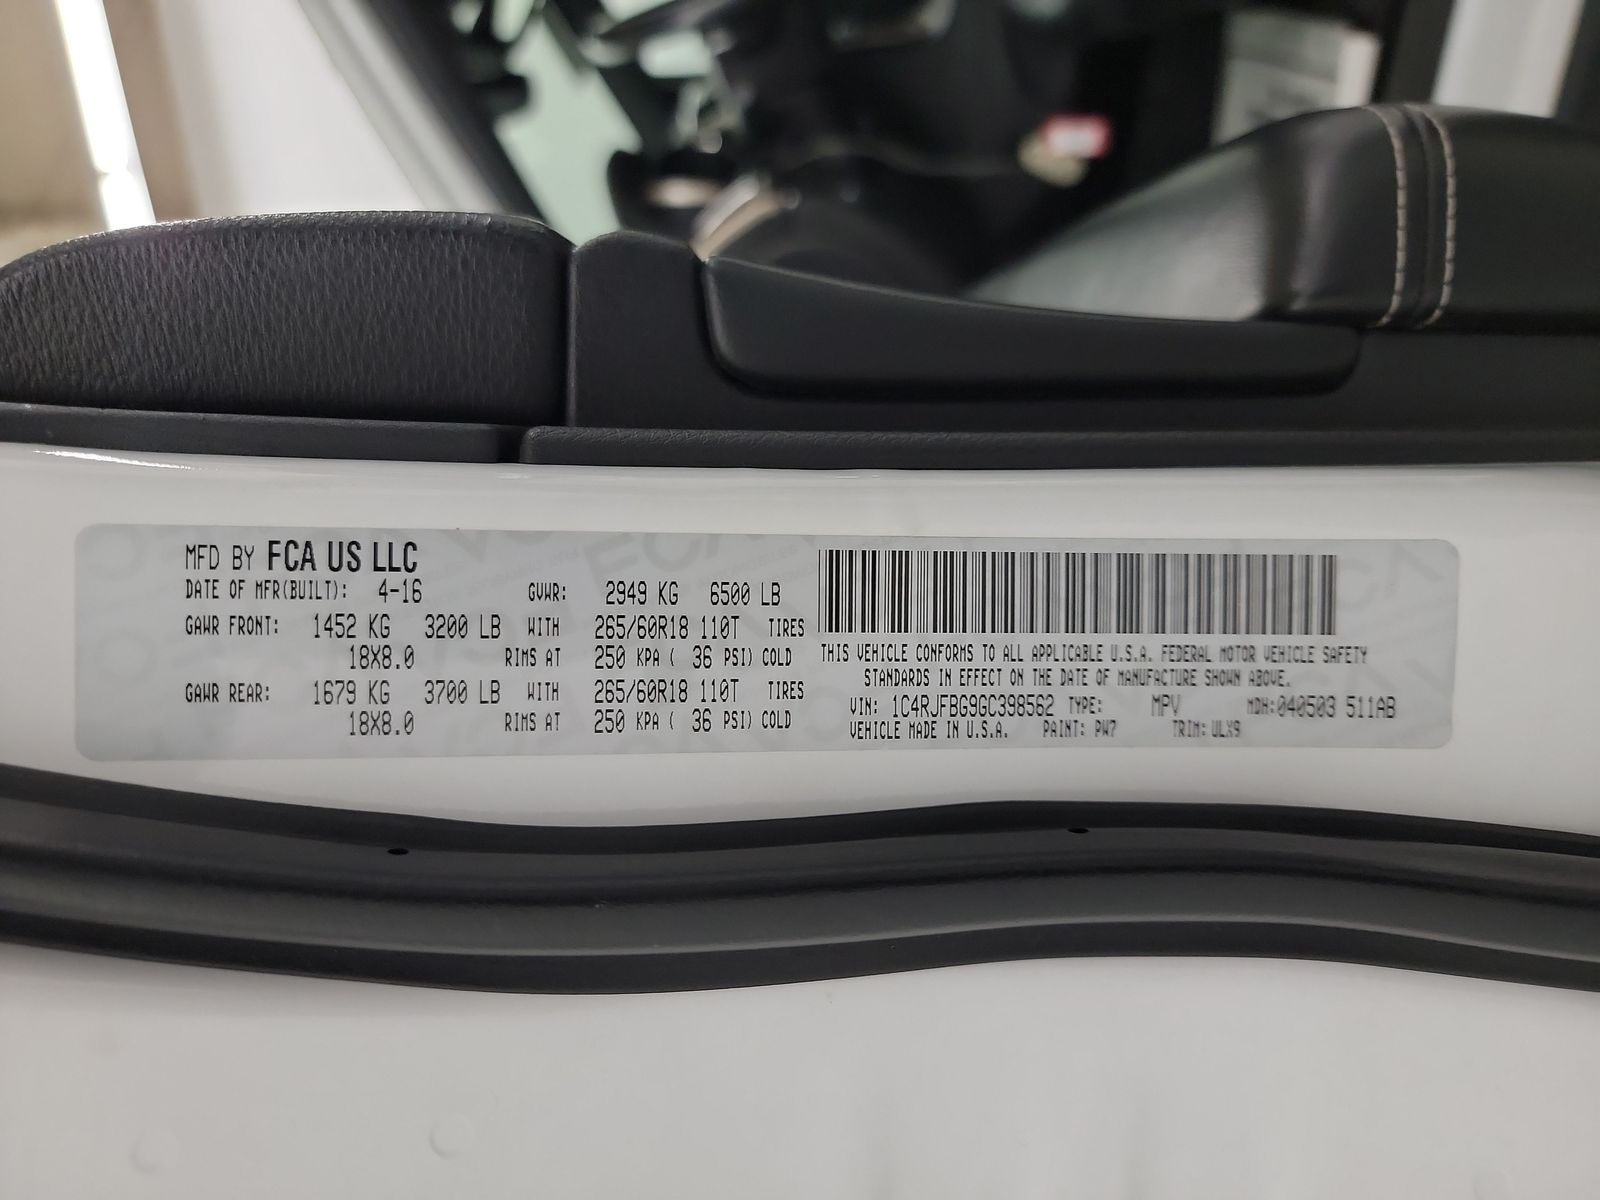 MFD BY FCA US LLC
DATE OF MFR(BUILT): 4-16 GVWR: 2949 KG 6500 LB
GAWR FRONT: 1452 KG 3200 LB WITH 265/60R18 110T TIRES
18X8.0 RIMS AT 250 KPA ( 36 PSI) COLD
GAWR REAR: 1679 KG 3700 LB WITH 265/60R18 110T TIRES
18X8.0 RIMS AT 250 KPA ( 36 PSI) COLD
THIS VEHICLE CONFORMS TO ALL APPLICABLE U.S.A. FEDERAL MOTOR VEHICLE SAFETY
STANDARDS IN EFFECT ON THE DATE OF MANUFACTURE SHOWN ABOVE.
VIN: 1C4RJFBG9GC398562 TYPE: MPV MDH:040503 511AB
VEHICLE MADE IN U.S.A. PAINT: PW7 TRIM: ULX9